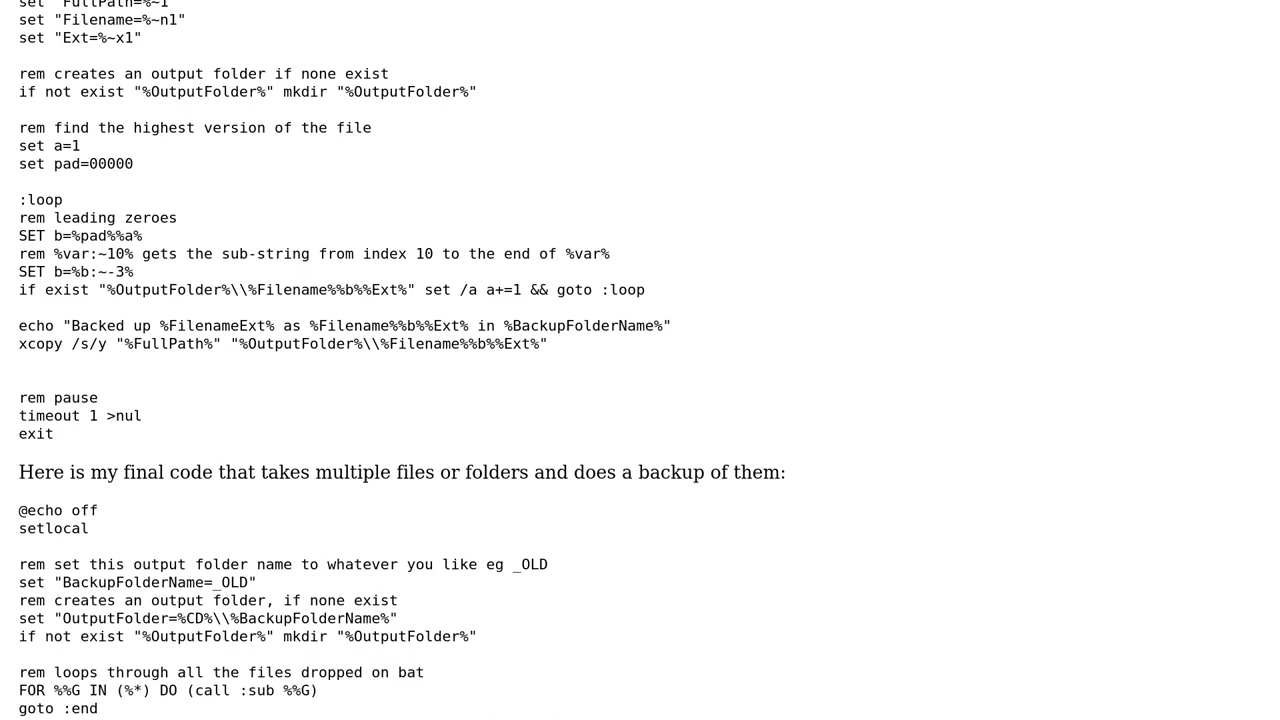 set "FullPath=%~1"
set "Filename=%~n1"
set "Ext=%~x1"
rem creates an output folder if none exist
if not exist "%OutputFolder%" mkdir "%OutputFolder%"
rem find the highest version of the file
set a=1
set pad=00000
:loop
rem leading zeroes
SET b=%pad%%a%
rem %var:~10% gets the sub-string from index 10 to the end of %var%
SET b=%b:~-3%
if exist "%OutputFolder%\\%Filename%%b%%Ext%" set /a a+=1 && goto :loop
echo "Backed up %FilenameExt% as %Filename%%b%%Ext% in %BackupFolderName%"
xcopy /s/y "%FullPath%" "%OutputFolder%\\%Filename%%b%%Ext%"
rem pause
timeout 1 >nul
exit
Here is my final code that takes multiple files or folders and does a backup of them:
@echo off
setlocal
rem set this output folder name to whatever you like eg _OLD
set "BackupFolderName=_OLD"
rem creates an output folder, if none exist
set "OutputFolder=%CD%\\%BackupFolderName%"
if not exist "%OutputFolder%" mkdir "%OutputFolder%"
rem loops through all the files dropped on bat
FOR %%G IN (%*) DO (call :sub %%G)
goto :end